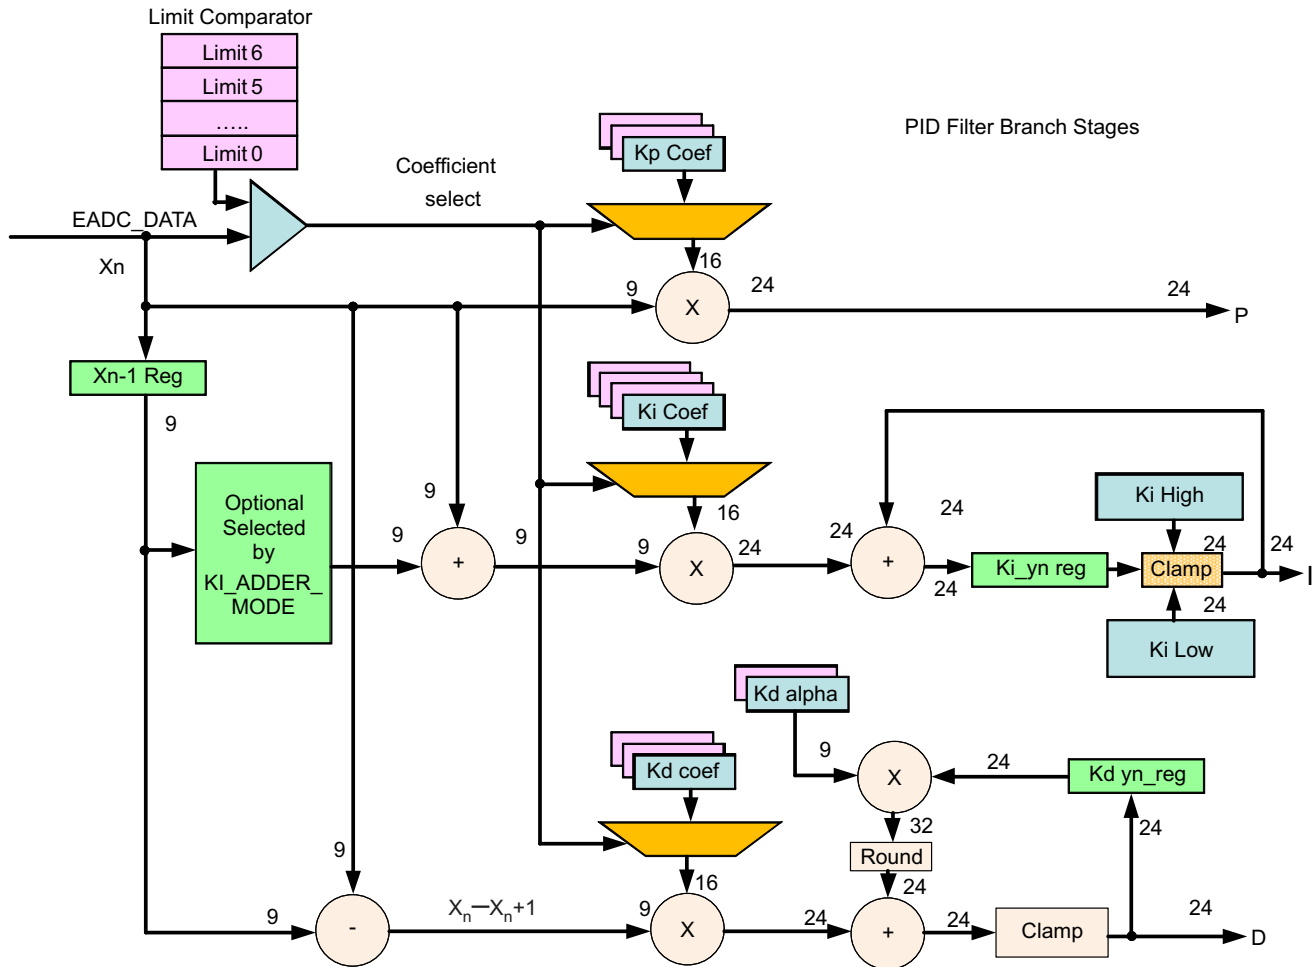 Limit Comparator
Limit 6
Limit 5
.....
Limit 0
PID Filter Branch Stages
Kp Coef
Coefficient
select
EADC_DATA
Xn
16
9
24
24
X
P
Xn-1 Reg
9
Ki Coef
Optional
Selected
by
KI_ADDER_
MODE
9
9
+
9
16
9
X
24
24
+
24
24
Ki_yn reg
Ki High
24
Clamp
24
I
24
Ki Low
Kd alpha
9
X
24
Kd yn_reg
24
32
Round
24
Kd coef
16
9
9
-
Xn—Xn+1
9
X
24
+
24
Clamp
24
D